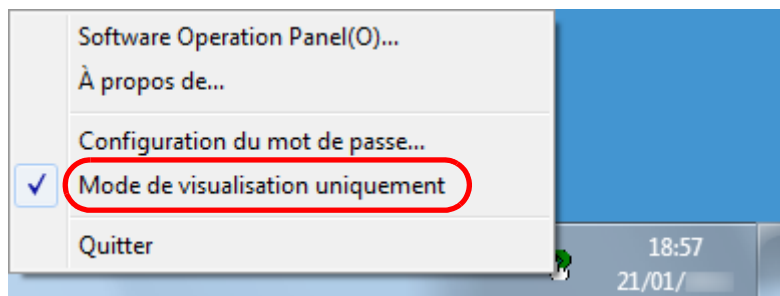 Software Operation Panel(O)...
À propos de...
Configuration du mot de passe...
Mode de visualisation uniquement
Quitter
18:57
21/01/